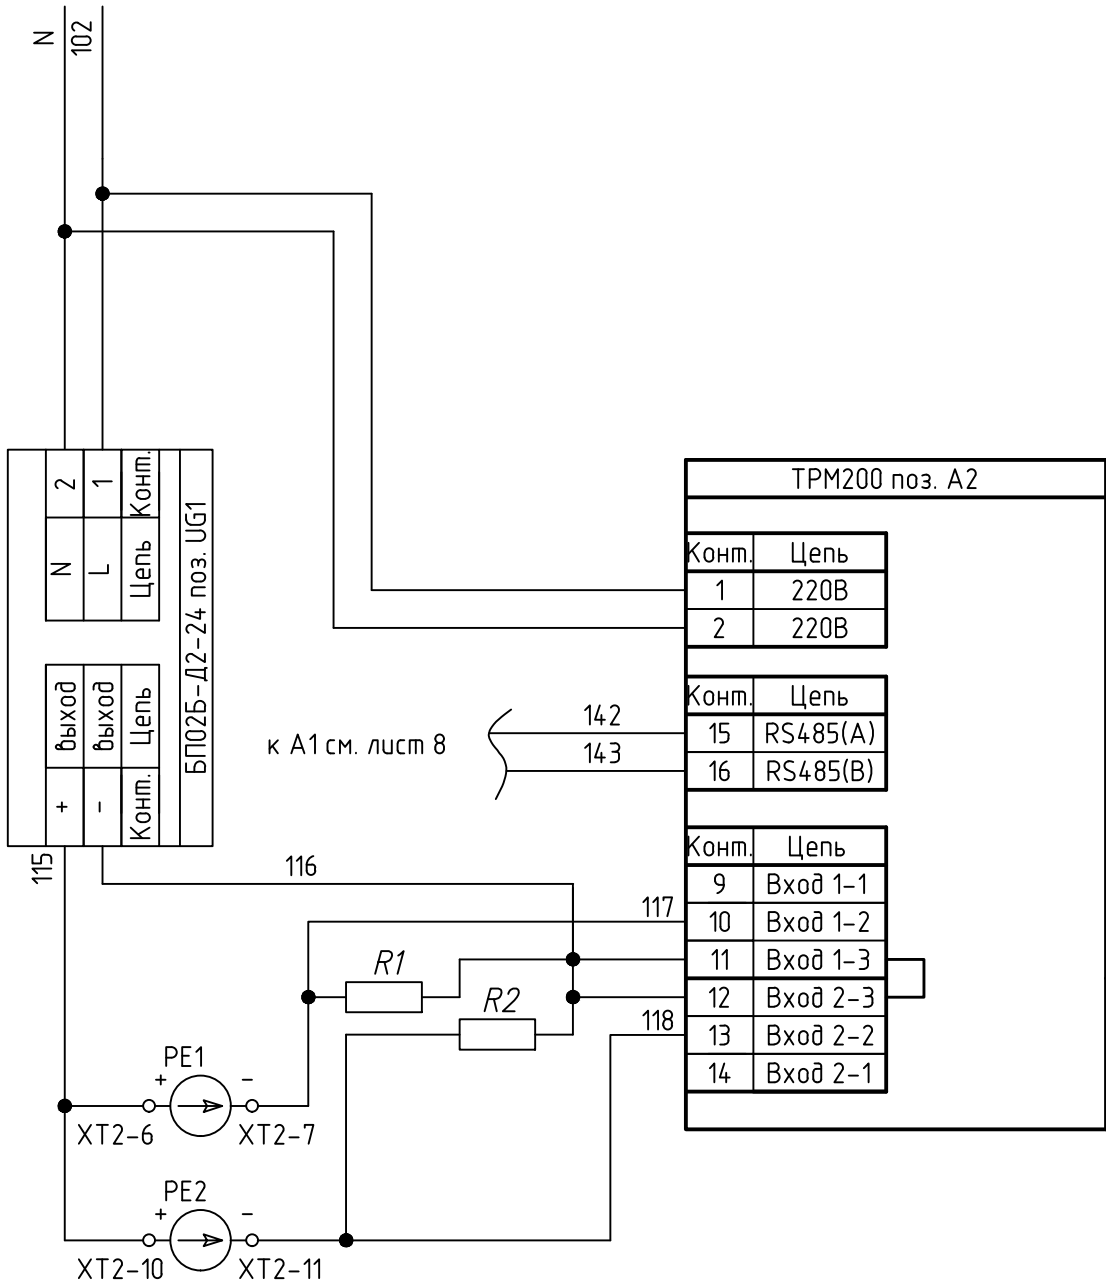 N
102
2
1
Конт.
N
L
Цепь
БП02Б-Д2-24 поз. UG1
выход
выход
Цепь
+
-
Конт.
ТРМ200 поз. А2
Конт. Цепь
1 220В
2 220В
Конт. Цепь
15 RS485(A)
16 RS485(B)
142
143
к А1 см. лист 8
Конт. Цепь
9 Вход 1-1
10 Вход 1-2
11 Вход 1-3
12 Вход 2-3
13 Вход 2-2
14 Вход 2-1
115
116
117
R1
R2
118
PE1
+ -
XT2-6 XT2-7
PE2
+ -
XT2-10 XT2-11